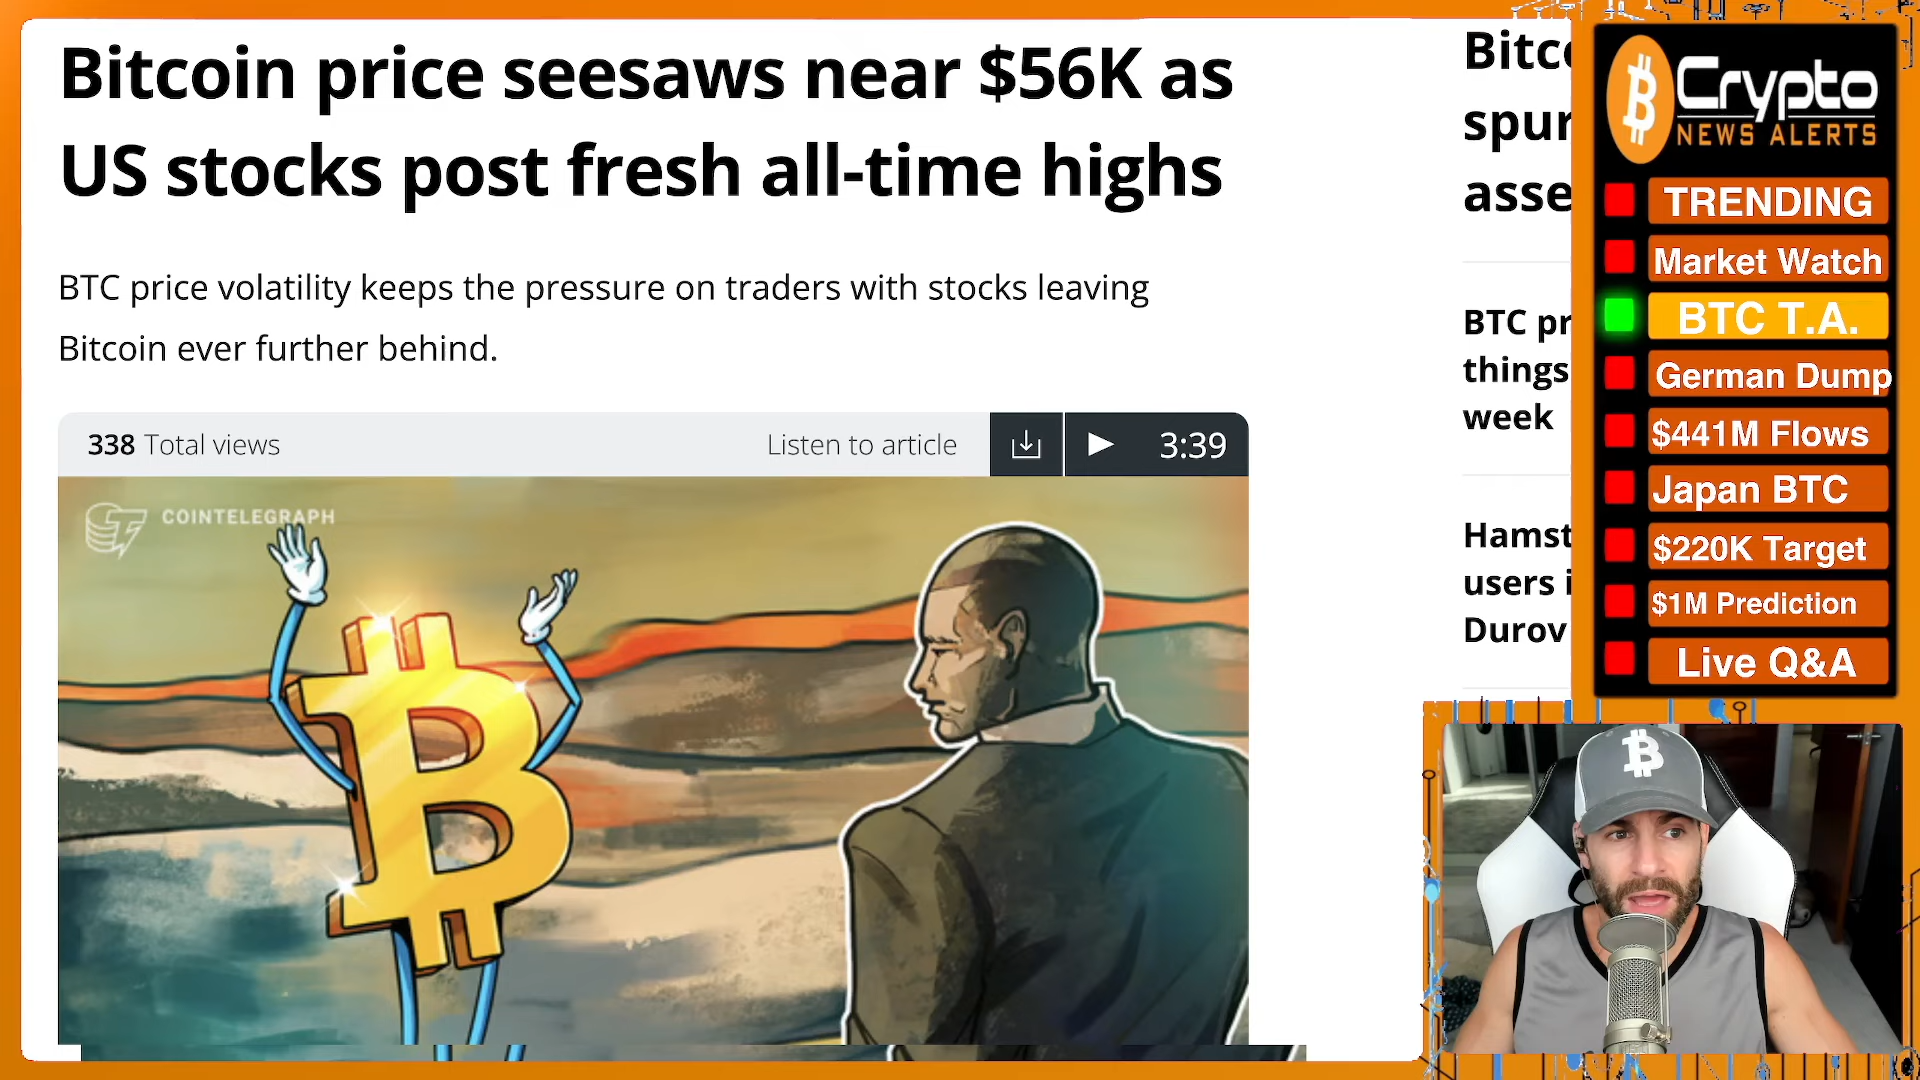 Bitcoin price seesaws near $56K as
US stocks post fresh all-time highs
BTC price volatility keeps the pressure on traders with stocks leaving
Bitcoin ever further behind.
338 Total views
Listen to article
3:39
COINTELEGRAPH
Bitc
spur
asse
BTC pr
things
week
Hamst
users i
Durov
Crypto
NEWS ALERTS
TRENDING
Market Watch
BTC T.A.
German Dump
$441M Flows
Japan BTC
$220K Target
$1M Prediction
Live Q&A